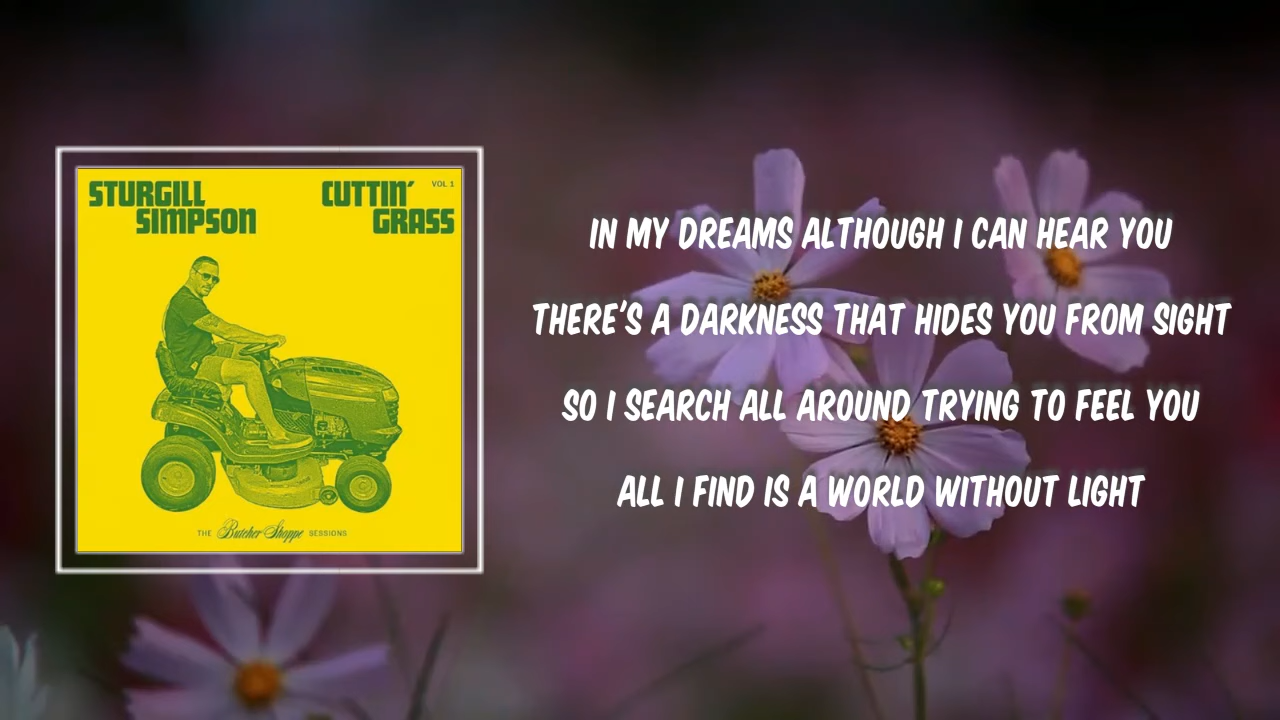 STURGILL
SIMPSON
CUTTIN' VOL 1
GRASS
THE Butcher Shoppe SESSIONS
IN MY DREAMS ALTHOUGH I CAN HEAR YOU
THERE'S A DARKNESS THAT HIDES YOU FROM SIGHT
SO I SEARCH ALL AROUND TRYING TO FEEL YOU
ALL I FIND IS A WORLD WITHOUT LIGHT